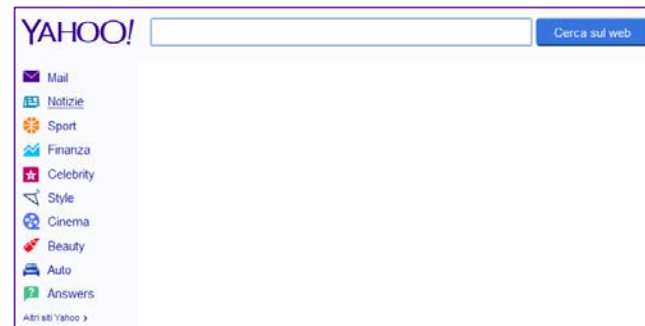 YAHOO!
Cerca sul web
Mail
Notizie
Sport
Finanza
Celebrity
Style
Cinema
Beauty
Auto
Answers
Altri siti Yahoo >